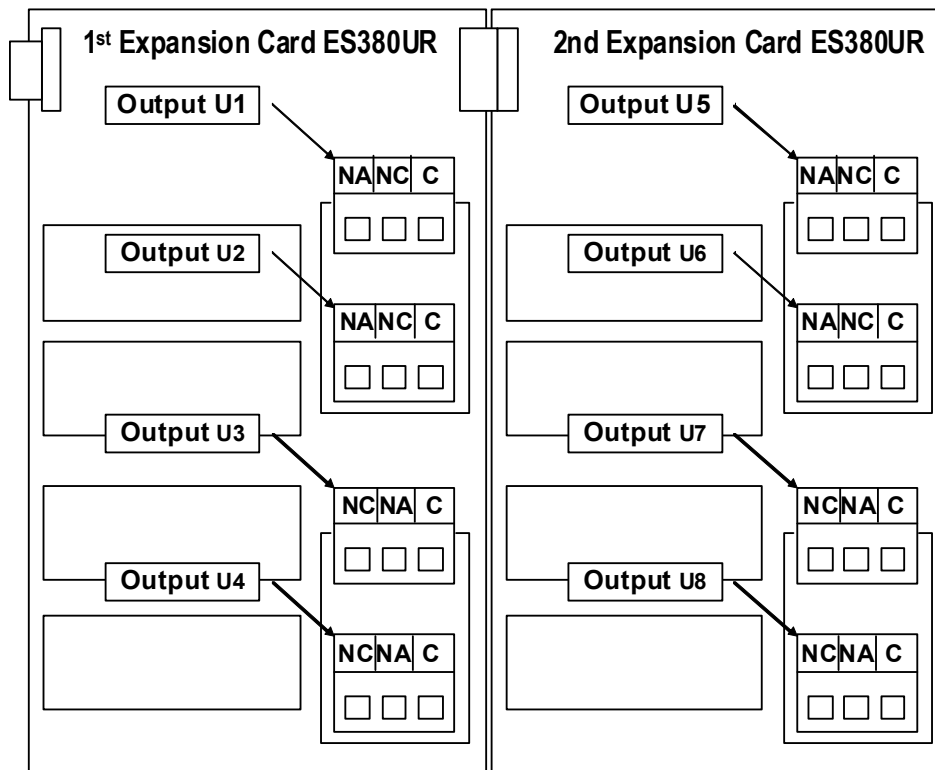 1st Expansion Card ES380UR
Output U1
NA NC C
Output U2
NA NC C
Output U3
NC NA C
Output U4
NC NA C
2nd Expansion Card ES380UR
Output U5
NA NC C
Output U6
NA NC C
Output U7
NC NA C
Output U8
NC NA C